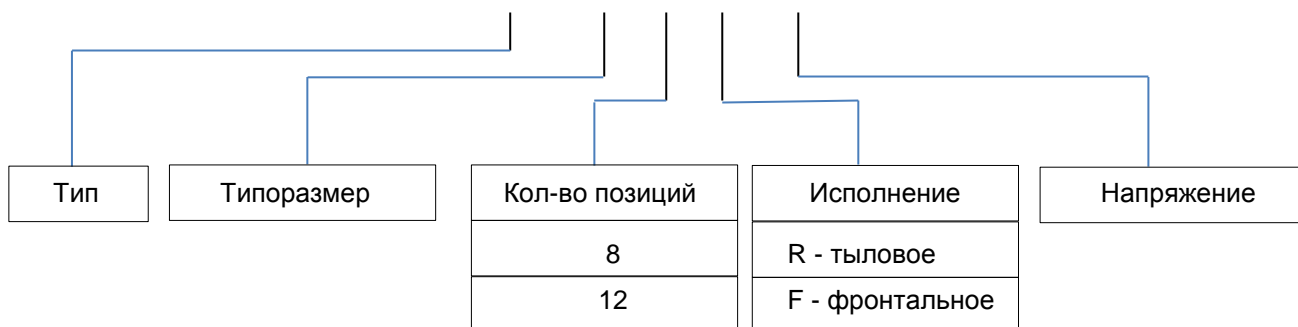 Тип Типоразмер Кол-во позиций Исполнение Напряжение
8 R - тыловое
12 F - фронтальное